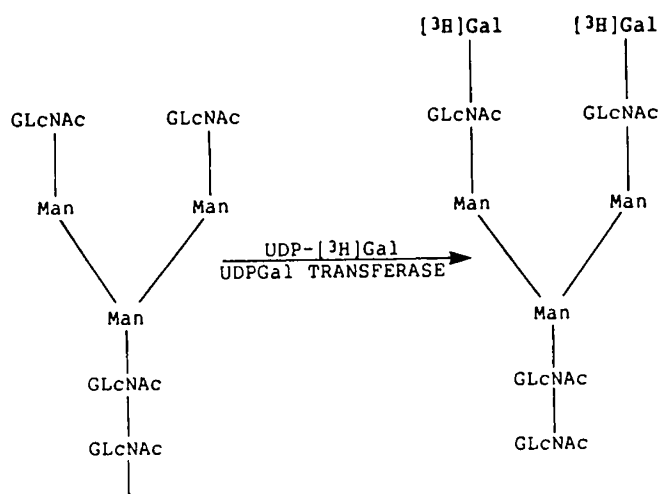 [³H]Gal [³H]Gal
GLcNAc GLcNAc
GLcNAc GLcNAc
Man Man
Man Man
UDP-[³H]Gal
UDPGal TRANSFERASE
Man
Man
GLcNAc
GLcNAc
GLcNAc
GLcNAc